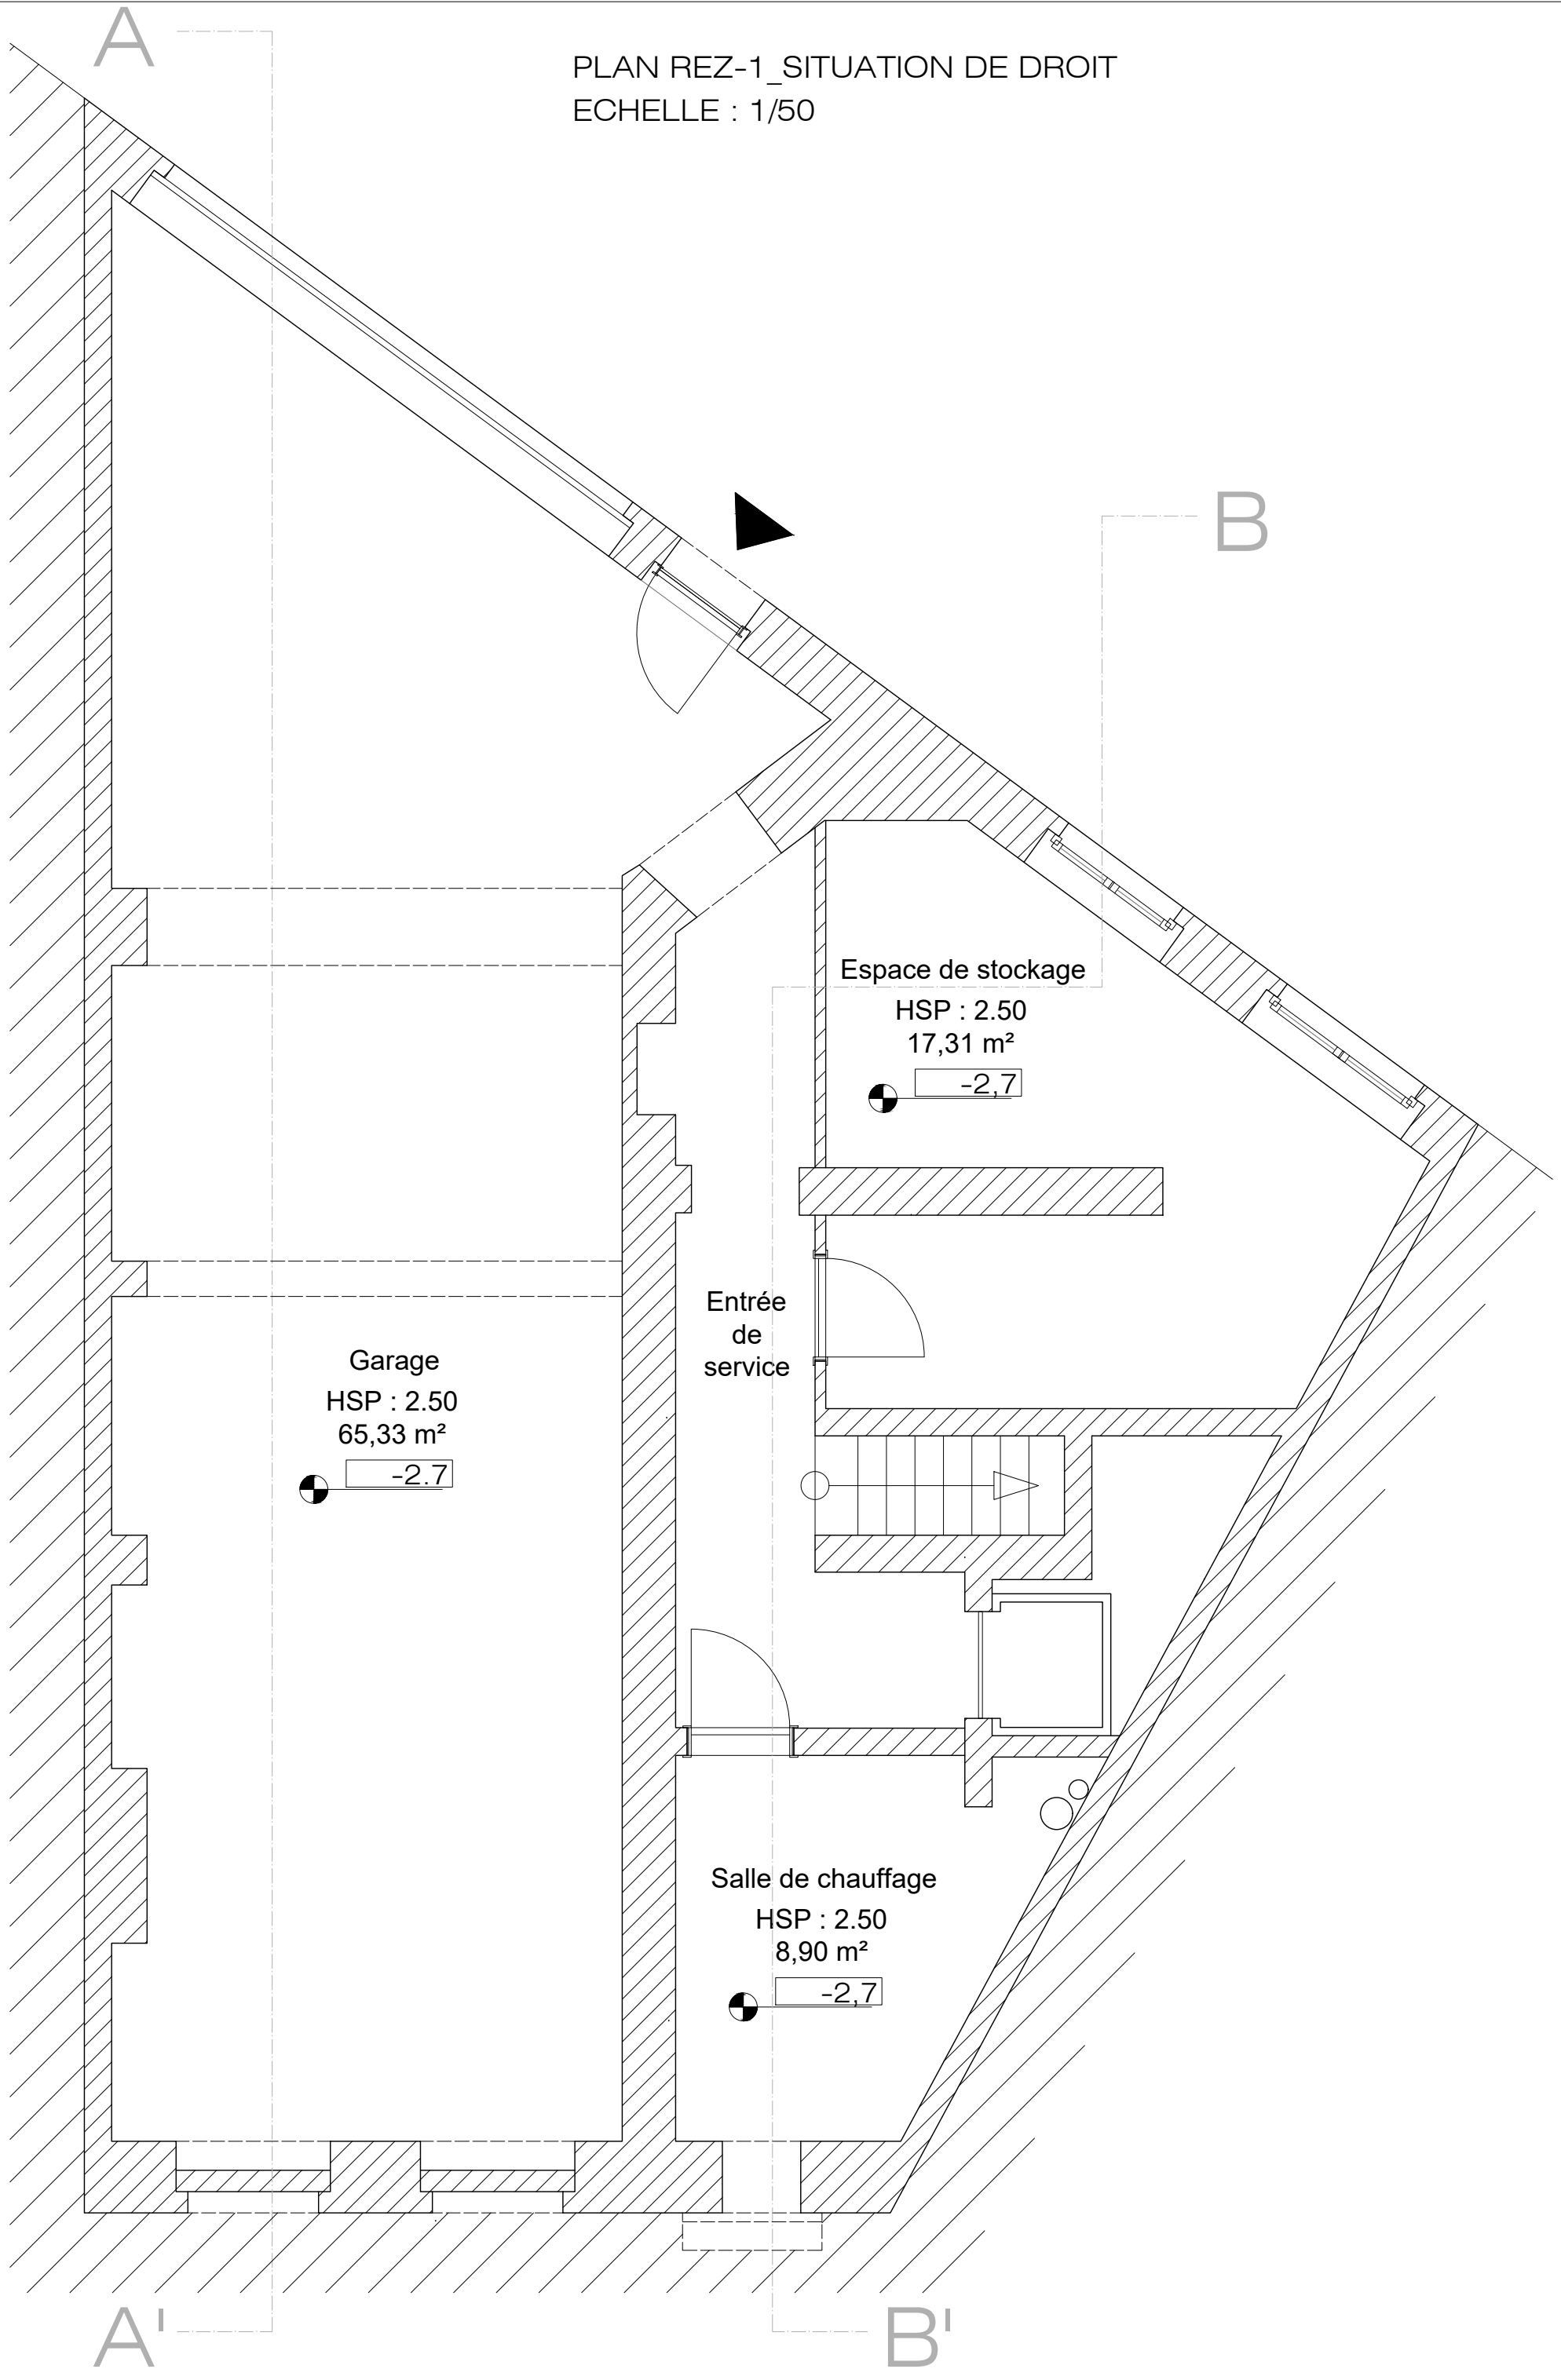 A
PLAN REZ-1_SITUATION DE DROIT
ECHELLE : 1/50
B
Espace de stockage
HSP : 2.50
17,31 m²
-2,7
Entrée
de
service
Garage
HSP : 2.50
65,33 m²
-2.7
Salle de chauffage
HSP : 2.50
8,90 m²
-2,7
A'
B'